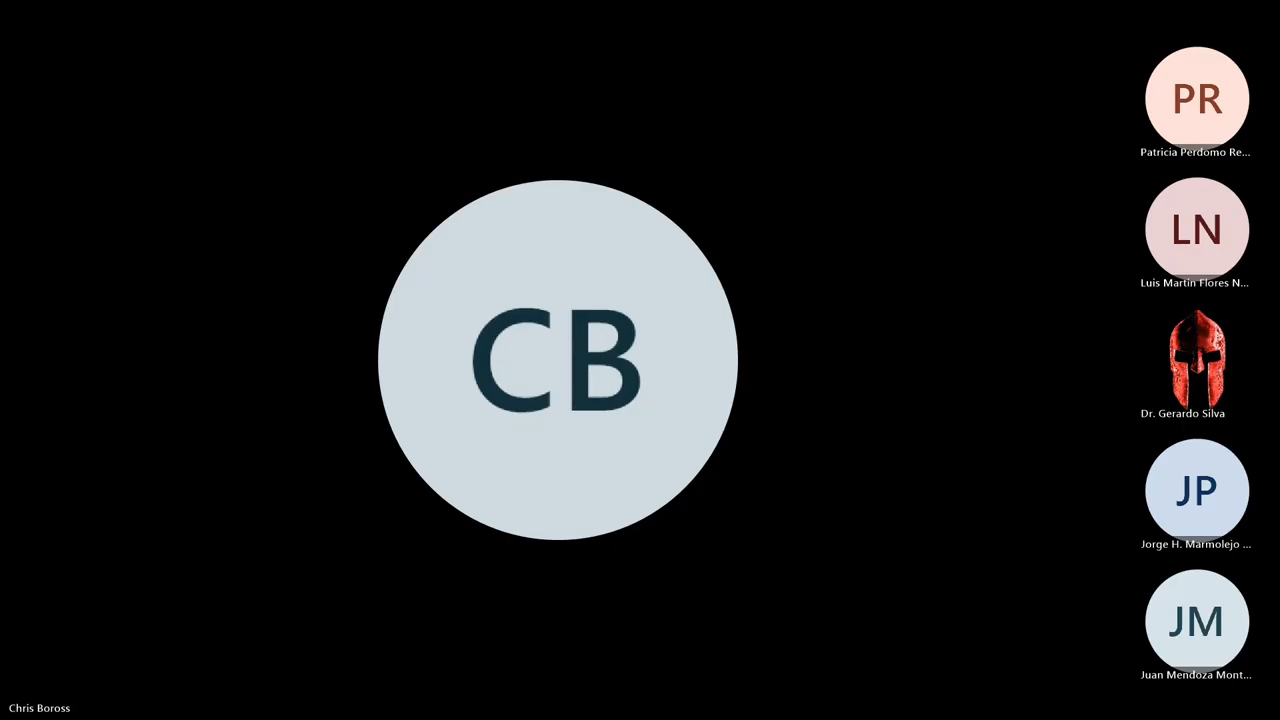 CB
Chris Boross
PR
Patricia Perdomo Re...
LN
Luis Martin Flores N...
Dr. Gerardo Silva
JP
Jorge H. Marmolejo ...
JM
Juan Mendoza Mont...